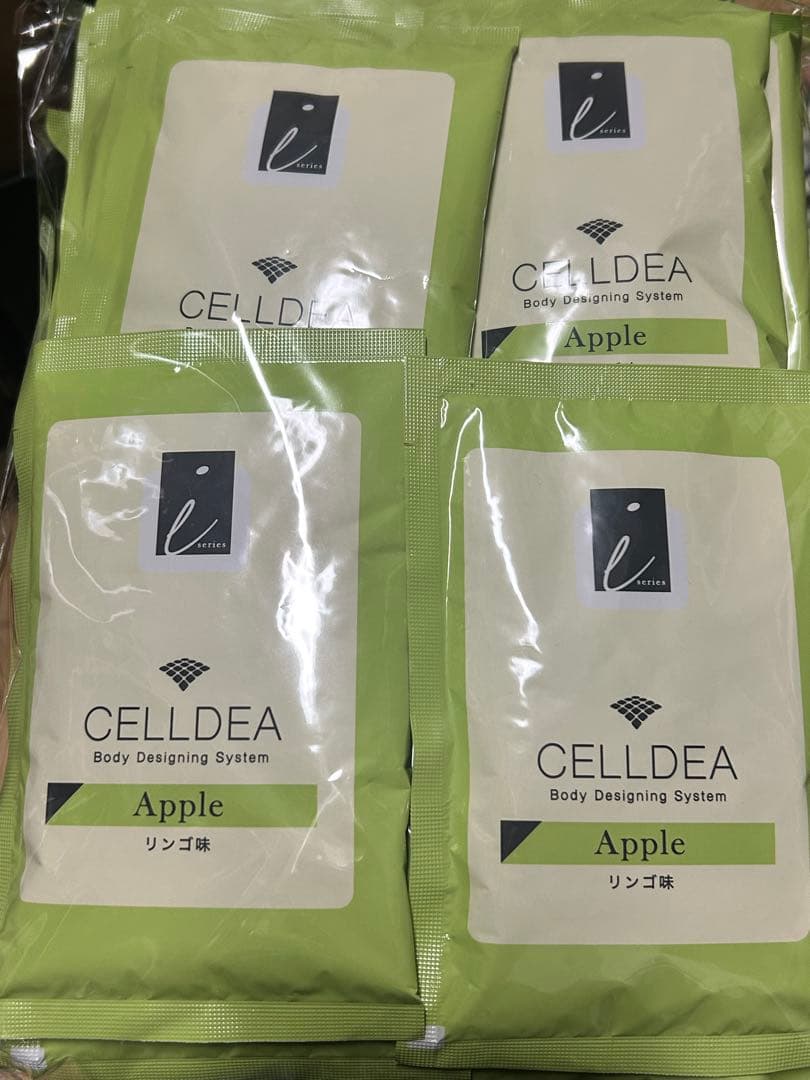 i
series
CELLDEA
i
series
CELLDEA
Body Designing System
Apple
i
series
CELLDEA
Body Designing System
Apple
リンゴ味
i
series
CELLDEA
Body Designing System
Apple
リンゴ味